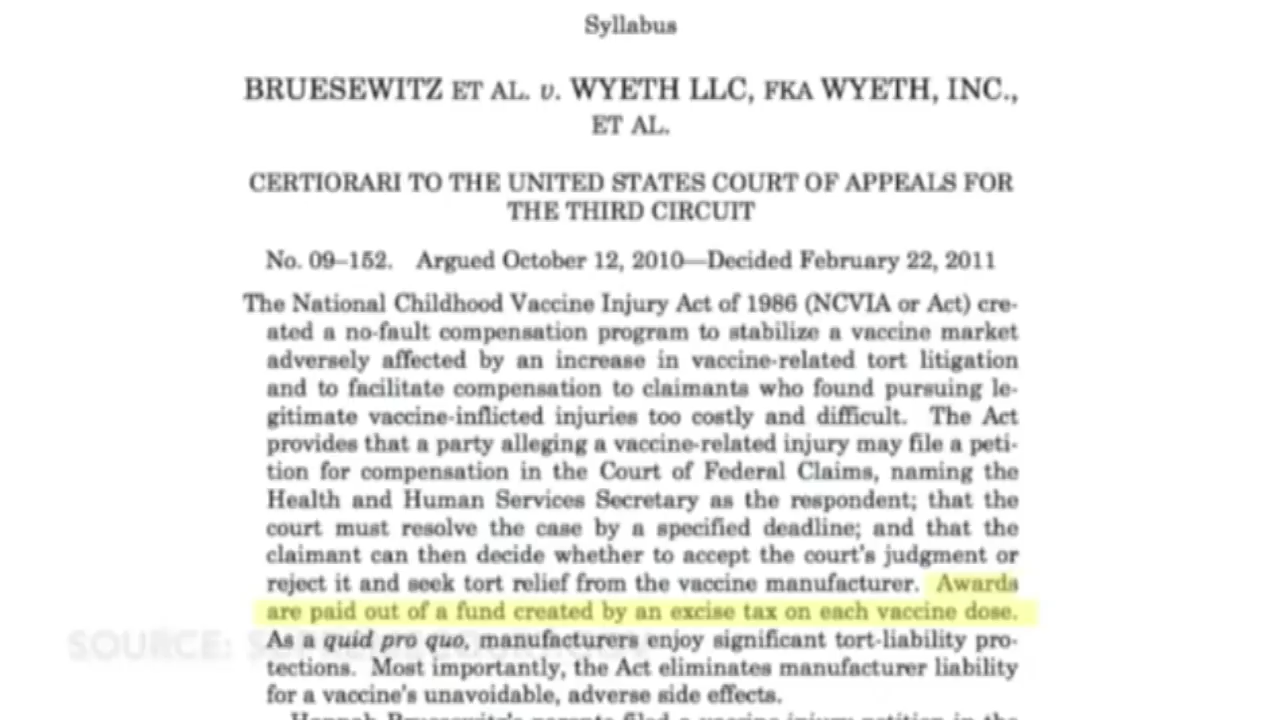 Syllabus
BRUESEWITZ ET AL. v. WYETH LLC, FKA WYETH, INC.,
ET AL.
CERTIORARI TO THE UNITED STATES COURT OF APPEALS FOR
THE THIRD CIRCUIT
No. 09–152. Argued October 12, 2010—Decided February 22, 2011
The National Childhood Vaccine Injury Act of 1986 (NCVIA or Act) cre-
ated a no-fault compensation program to stabilize a vaccine market
adversely affected by an increase in vaccine-related tort litigation
and to facilitate compensation to claimants who found pursuing le-
gitimate vaccine-inflicted injuries too costly and difficult. The Act
provides that a party alleging a vaccine-related injury may file a peti-
tion for compensation in the Court of Federal Claims, naming the
Health and Human Services Secretary as the respondent; that the
court must resolve the case by a specified deadline; and that the
claimant can then decide whether to accept the court's judgment or
reject it and seek tort relief from the vaccine manufacturer. Awards
are paid out of a fund created by an excise tax on each vaccine dose.
As a quid pro quo, manufacturers enjoy significant tort-liability pro-
tections. Most importantly, the Act eliminates manufacturer liability
for a vaccine's unavoidable, adverse side effects.
SOURCE: